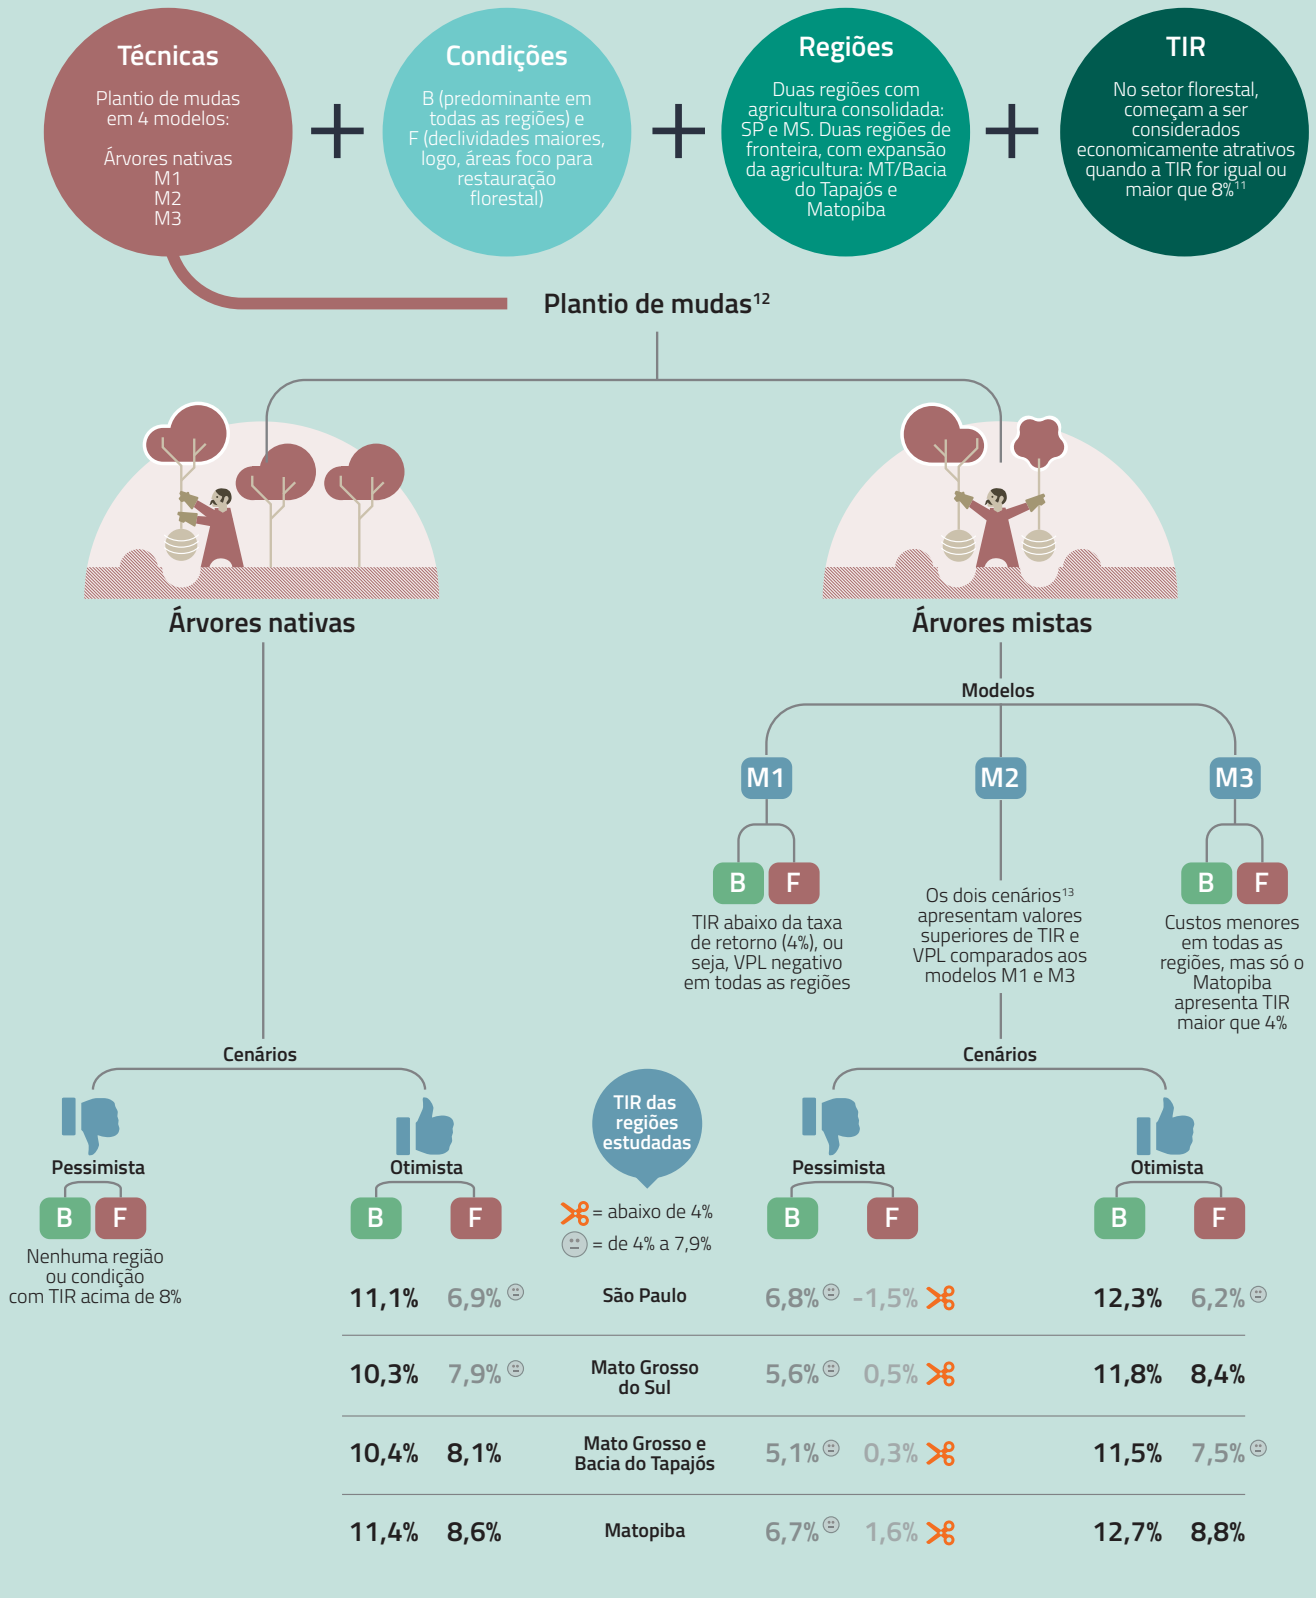 Técnicas
Plantio de mudas
em 4 modelos:
Árvores nativas
M1
M2
M3
+
Condições
B (predominante em
todas as regiões) e
F (declividades maiores,
logo, áreas foco para
restauração
florestal)
+
Regiões
Duas regiões com
agricultura consolidada:
SP e MS. Duas regiões de
fronteira, com expansão
da agricultura: MT/Bacia
do Tapajós e
Matopiba
+
TIR
No setor florestal,
começam a ser
considerados
economicamente atrativos
quando a TIR for igual ou
maior que 8%¹¹
Plantio de mudas¹²
Árvores nativas
Árvores mistas
Modelos
M1
M2
M3
B F
TIR abaixo da taxa
de retorno (4%), ou
seja, VPL negativo
em todas as regiões
Os dois cenários¹³
apresentam valores
superiores de TIR e
VPL comparados aos
modelos M1 e M3
B F
Custos menores
em todas as
regiões, mas só o
Matopiba
apresenta TIR
maior que 4%
Cenários
Cenários
Pessimista
B F
Nenhuma região
ou condição
com TIR acima de 8%
Otimista
B F
TIR das
regiões
estudadas
= abaixo de 4%
= de 4% a 7,9%
Pessimista
B F
Otimista
B F
11,1% 6,9% São Paulo 6,8% -1,5% 12,3% 6,2%
10,3% 7,9% Mato Grosso
do Sul 5,6% 0,5% 11,8% 8,4%
10,4% 8,1% Mato Grosso e
Bacia do Tapajós 5,1% 0,3% 11,5% 7,5%
11,4% 8,6% Matopiba 6,7% 1,6% 12,7% 8,8%